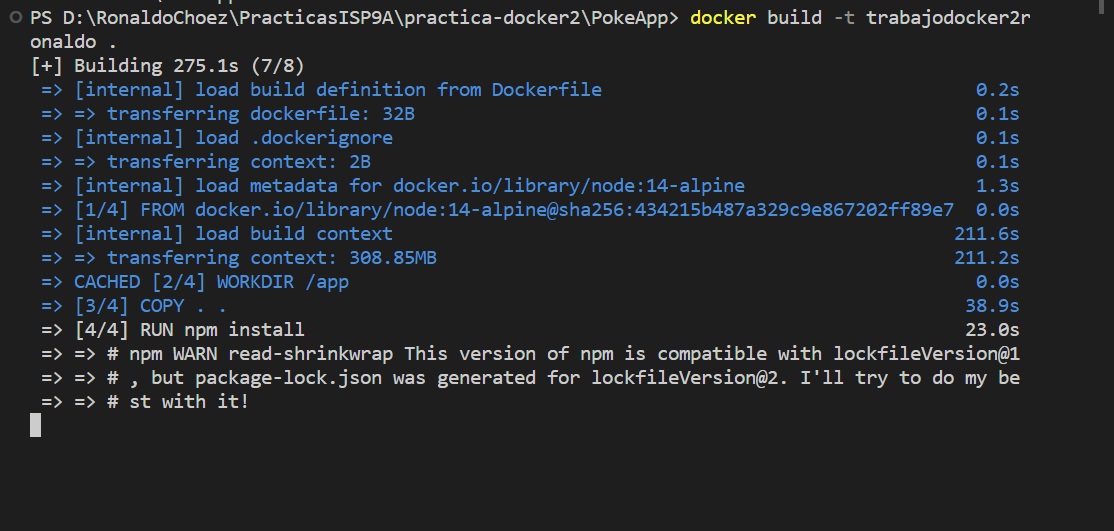 PS D:\RonaldoChoez\PracticasISP9A\practica-docker2\PokeApp> docker build -t trabajodocker2r
onaldo .
[+] Building 275.1s (7/8)
=> [internal] load build definition from Dockerfile 0.2s
=> => transferring dockerfile: 32B 0.1s
=> [internal] load .dockerignore 0.1s
=> => transferring context: 2B 0.1s
=> [internal] load metadata for docker.io/library/node:14-alpine 1.3s
=> [1/4] FROM docker.io/library/node:14-alpine@sha256:434215b487a329c9e867202ff89e7 0.0s
=> [internal] load build context 211.6s
=> => transferring context: 308.85MB 211.2s
=> CACHED [2/4] WORKDIR /app 0.0s
=> [3/4] COPY . . 38.9s
=> [4/4] RUN npm install 23.0s
=> => # npm WARN read-shrinkwrap This version of npm is compatible with lockfileVersion@1
=> => # , but package-lock.json was generated for lockfileVersion@2. I'll try to do my be
=> => # st with it!